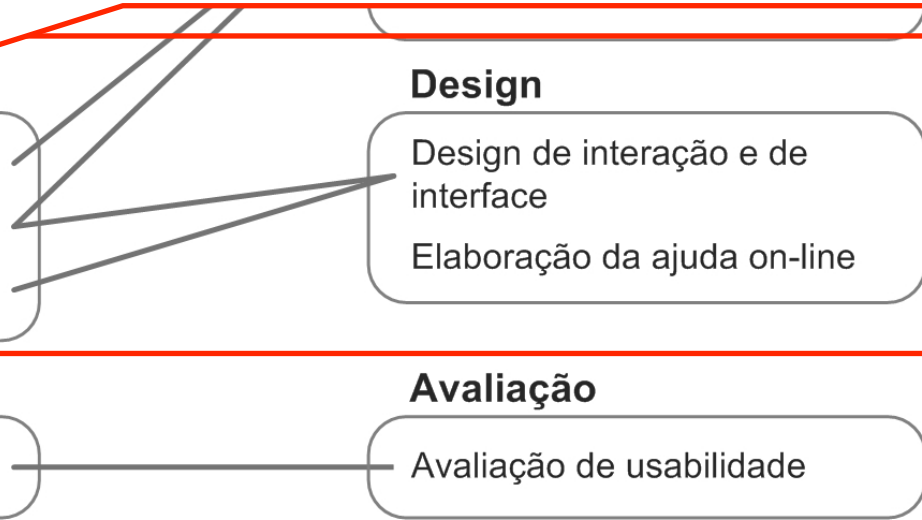 Design
Design de interação e de
interface
Elaboração da ajuda on-line
Avaliação
Avaliação de usabilidade